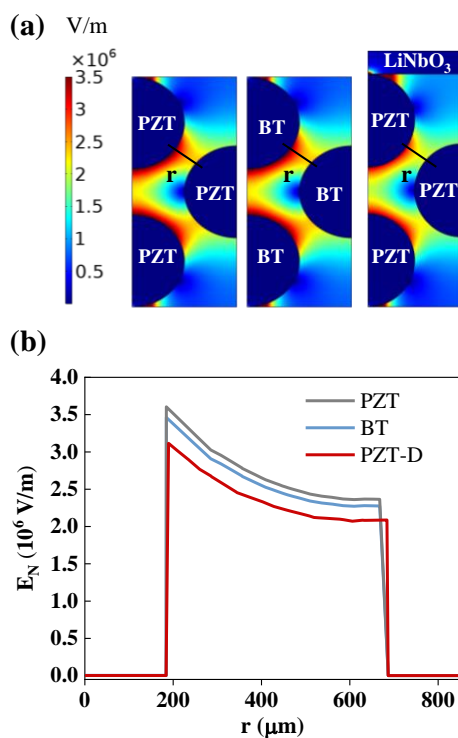 (a) V/m
×10⁶
3.5
3
2.5
2
1.5
1
0.5
PZT
PZT
PZT
r
BT
BT
BT
r
LiNbO₃
PZT
PZT
PZT
r
(b)
E_N (10⁶ V/m)
4.0
3.5
3.0
2.5
2.0
1.5
1.0
0.5
0.0
PZT
BT
PZT-D
0 200 400 600 800
r (μm)